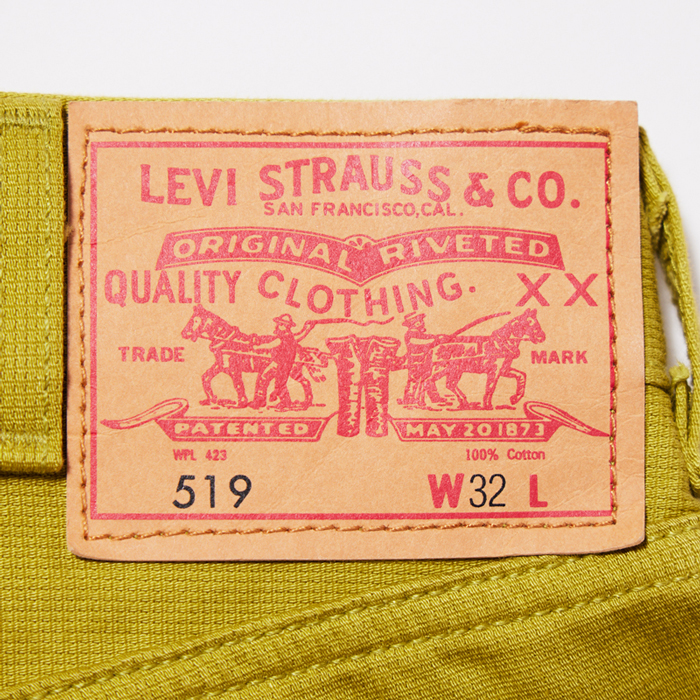 LEVI STRAUSS & CO.
SAN FRANCISCO, CAL.
ORIGINAL RIVETED
QUALITY CLOTHING. XX
TRADE MARK
PATENTED MAY 20 1873
WPL 423 100% Cotton
519 W 32 L